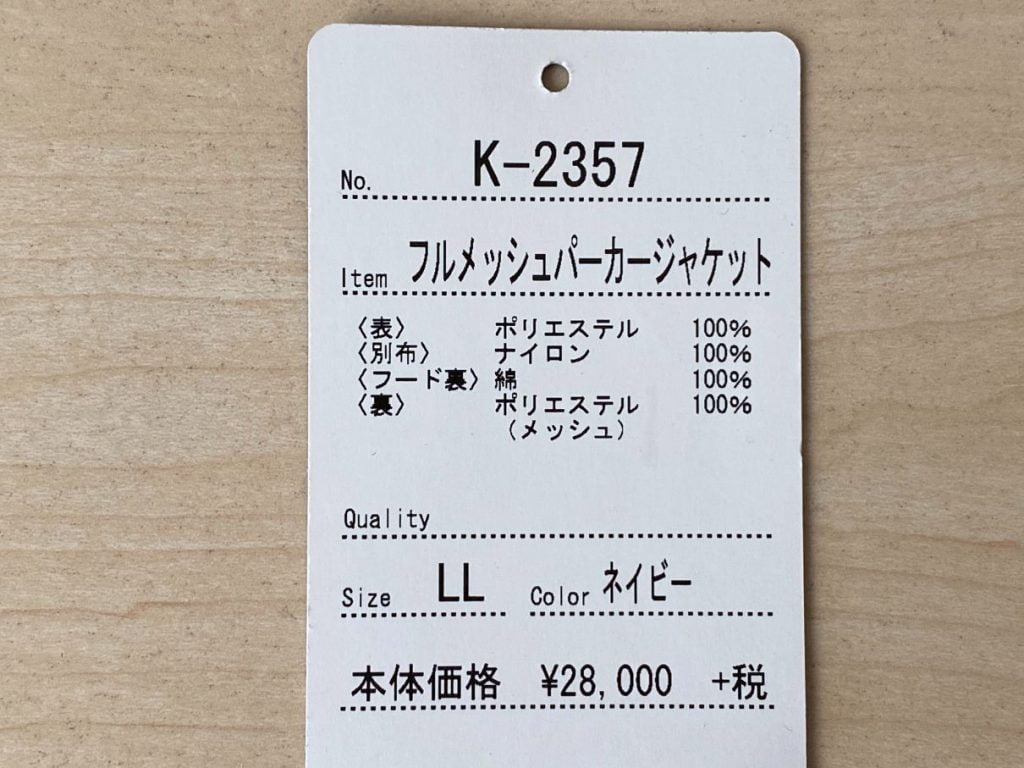 No. K-2357
Item フルメッシュパーカージャケット
〈表〉 ポリエステル 100%
〈別布〉 ナイロン 100%
〈フード裏〉 綿 100%
〈裏〉 ポリエステル 100%
（メッシュ）
Quality
Size LL Color ネイビー
本体価格 ¥28,000 +税